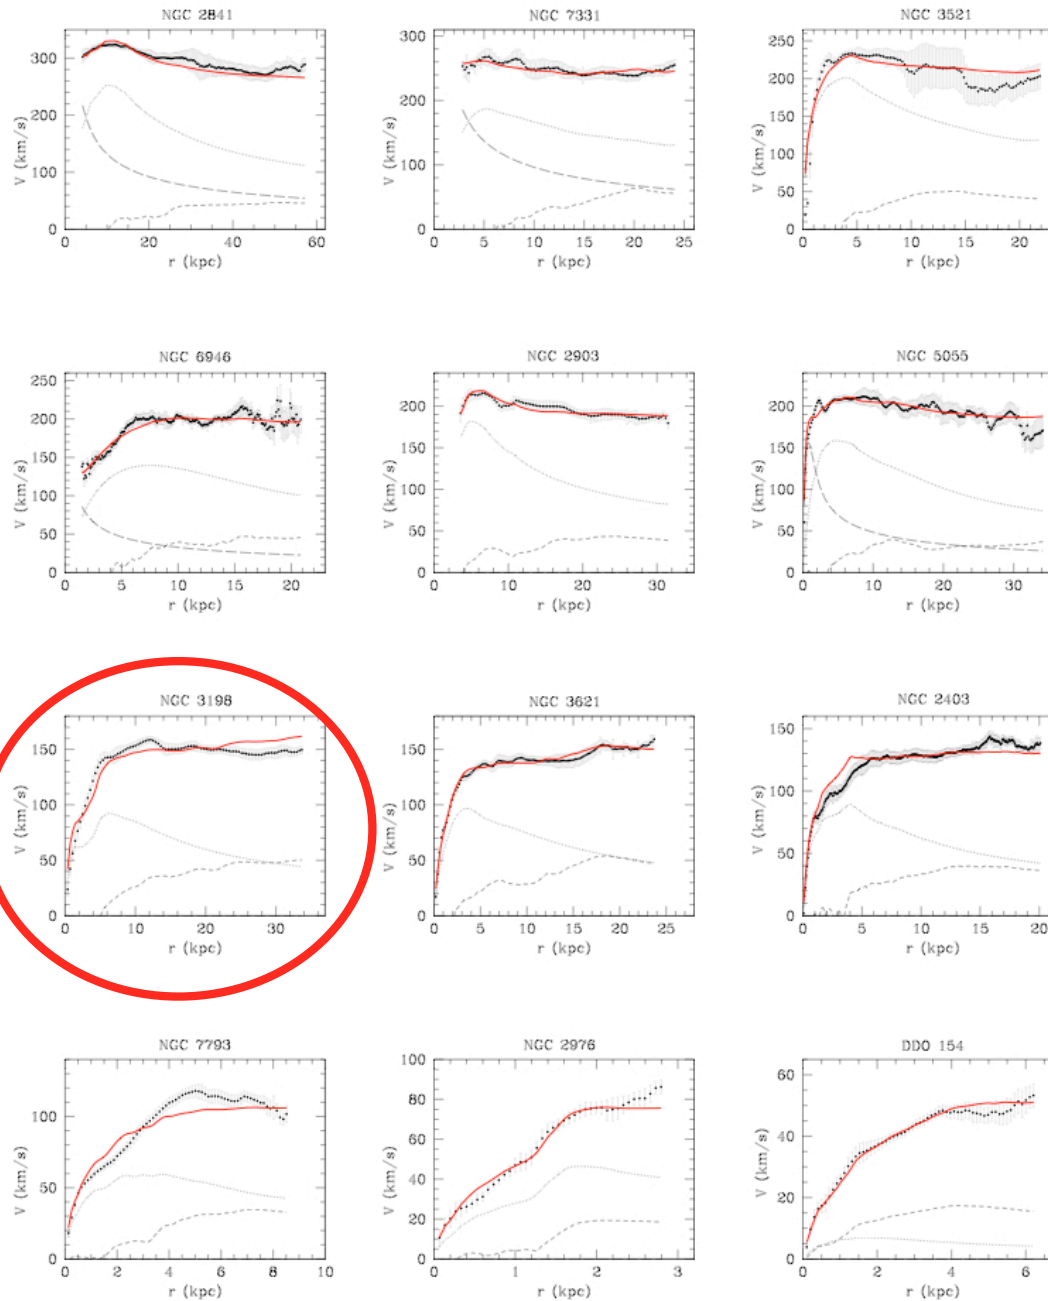 NGC 2841 NGC 7331 NGC 3521
V (km/s) 300 200 100 0 V (km/s) 300 200 100 0 V (km/s) 250 200 150 100 50 0
0 20 40 60 0 5 10 15 20 25 0 5 10 15 20
r (kpc) r (kpc) r (kpc)
NGC 6946 NGC 2903 NGC 5055
V (km/s) 250 200 150 100 50 0 V (km/s) 200 150 100 50 0 V (km/s) 200 150 100 50 0
0 5 10 15 20 0 10 20 30 0 10 20 30
r (kpc) r (kpc) r (kpc)
NGC 3198 NGC 3621 NGC 2403
V (km/s) 150 100 50 0 V (km/s) 150 100 50 0 V (km/s) 150 100 50 0
0 10 20 30 0 5 10 15 20 25 0 5 10 15 20
r (kpc) r (kpc) r (kpc)
NGC 7793 NGC 2976 DDO 154
V (km/s) 100 50 0 V (km/s) 100 80 60 40 20 0 V (km/s) 60 40 20 0
0 2 4 6 8 10 0 1 2 3 0 2 4 6
r (kpc) r (kpc) r (kpc)